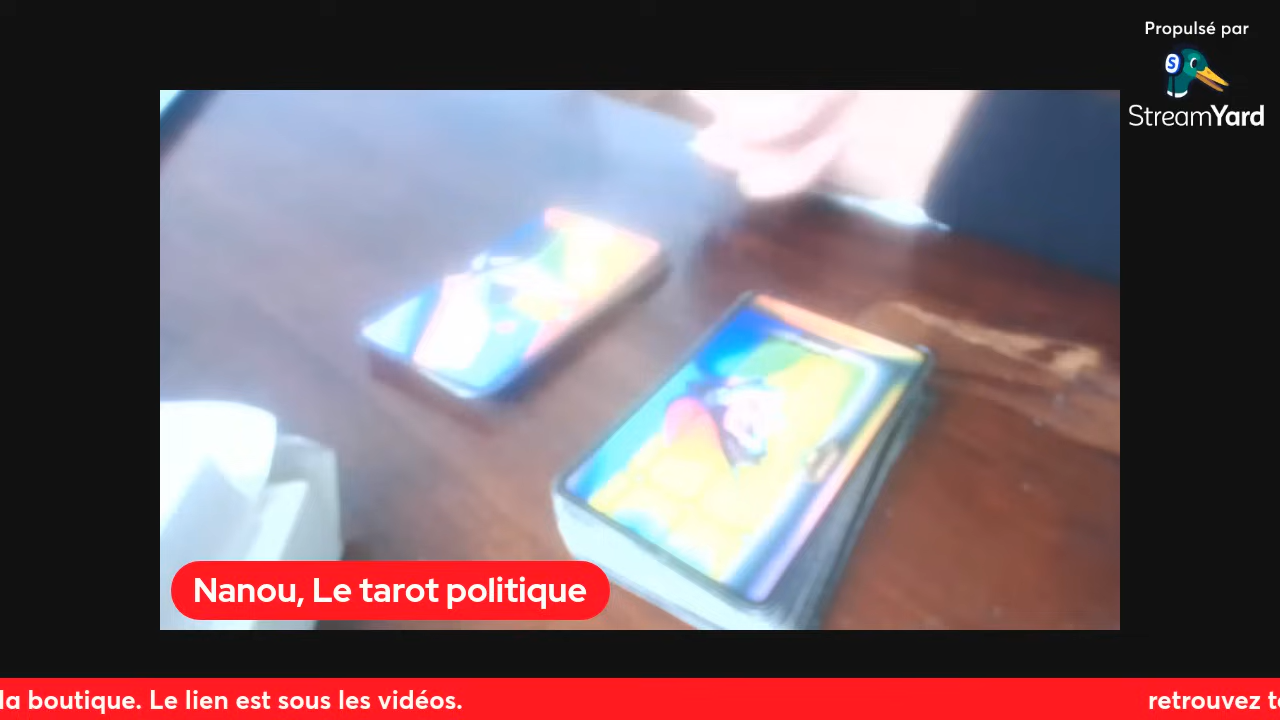 Propulsé par
StreamYard
Nanou, Le tarot politique
la boutique. Le lien est sous les vidéos.
retrouvez